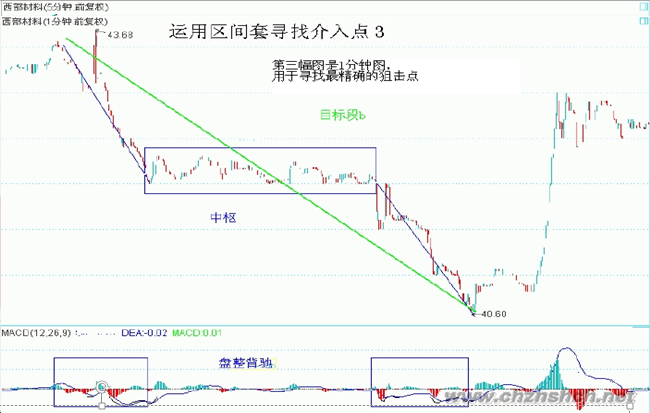 西部材料(5分钟 前复权)
西部材料(1分钟 前复权)
运用区间套寻找介入点3
43.68
第三幅图是1分钟图,
用于寻找最精确的狙击点
目标段b
中枢
40.60
MACD(12,26,9) DEA:-0.02 MACD:0.01
盘整背驰
www.chzhshch.net